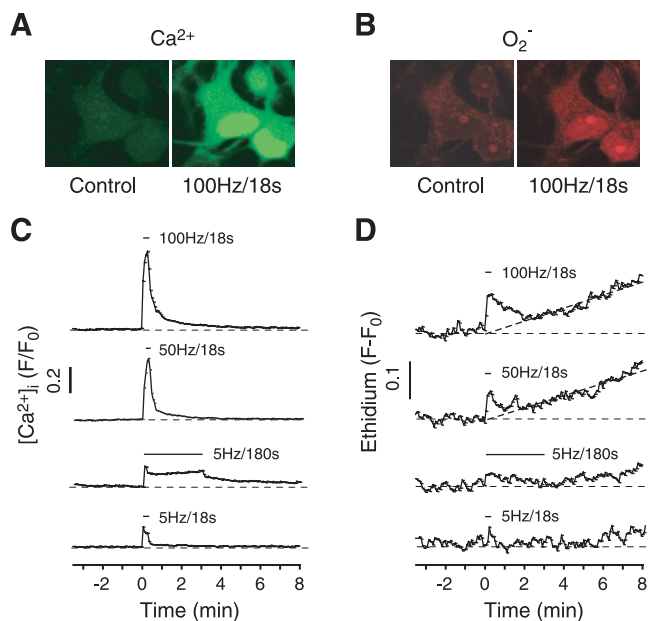 A
Ca²⁺
Control
100Hz/18s
B
O₂⁻
Control
100Hz/18s
C
[Ca²⁺]ᵢ (F/F₀)
0.2
100Hz/18s
50Hz/18s
5Hz/180s
5Hz/18s
-2 0 2 4 6 8
Time (min)
D
Ethidium (F-F₀)
0.1
100Hz/18s
50Hz/18s
5Hz/180s
5Hz/18s
-2 0 2 4 6 8
Time (min)